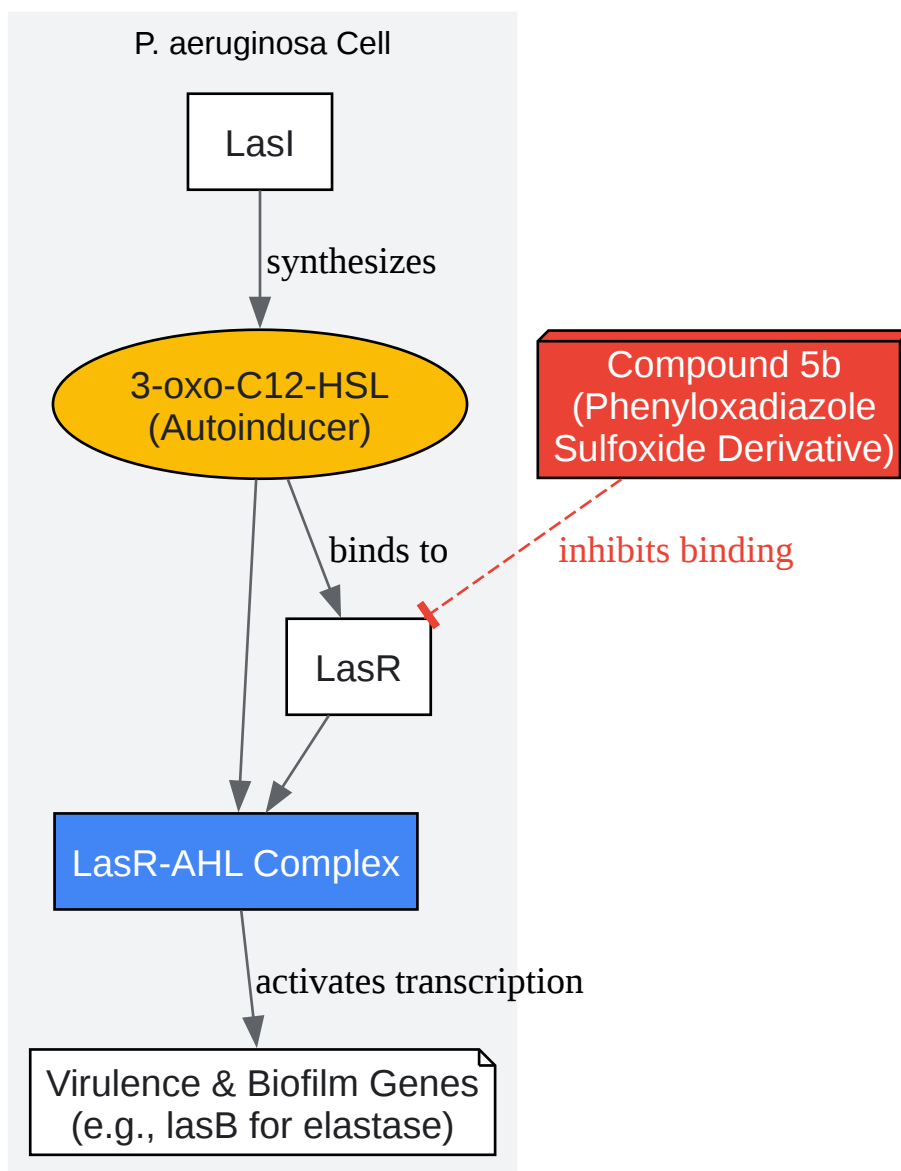 P. aeruginosa Cell
LasI
synthesizes
3-oxo-C12-HSL
(Autoinducer)
Compound 5b
(Phenyloxadiazole
Sulfoxide Derivative)
binds to
inhibits binding
LasR
LasR-AHL Complex
activates transcription
Virulence & Biofilm Genes
(e.g., lasB for elastase)